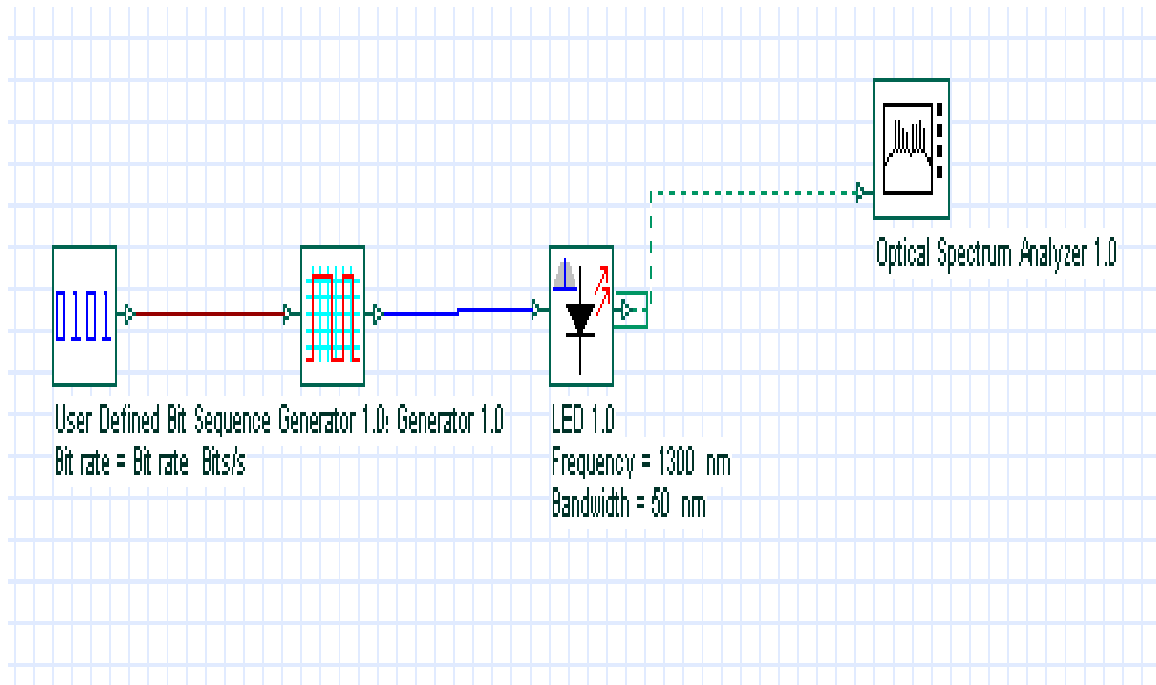 Optical Spectrum Analyzer 1.0
User Defined Bit Sequence Generator 1.0: Generator 1.0
Bit rate = Bit rate Bits/s
LED 1.0
Frequency = 1300 nm
Bandwidth = 50 nm